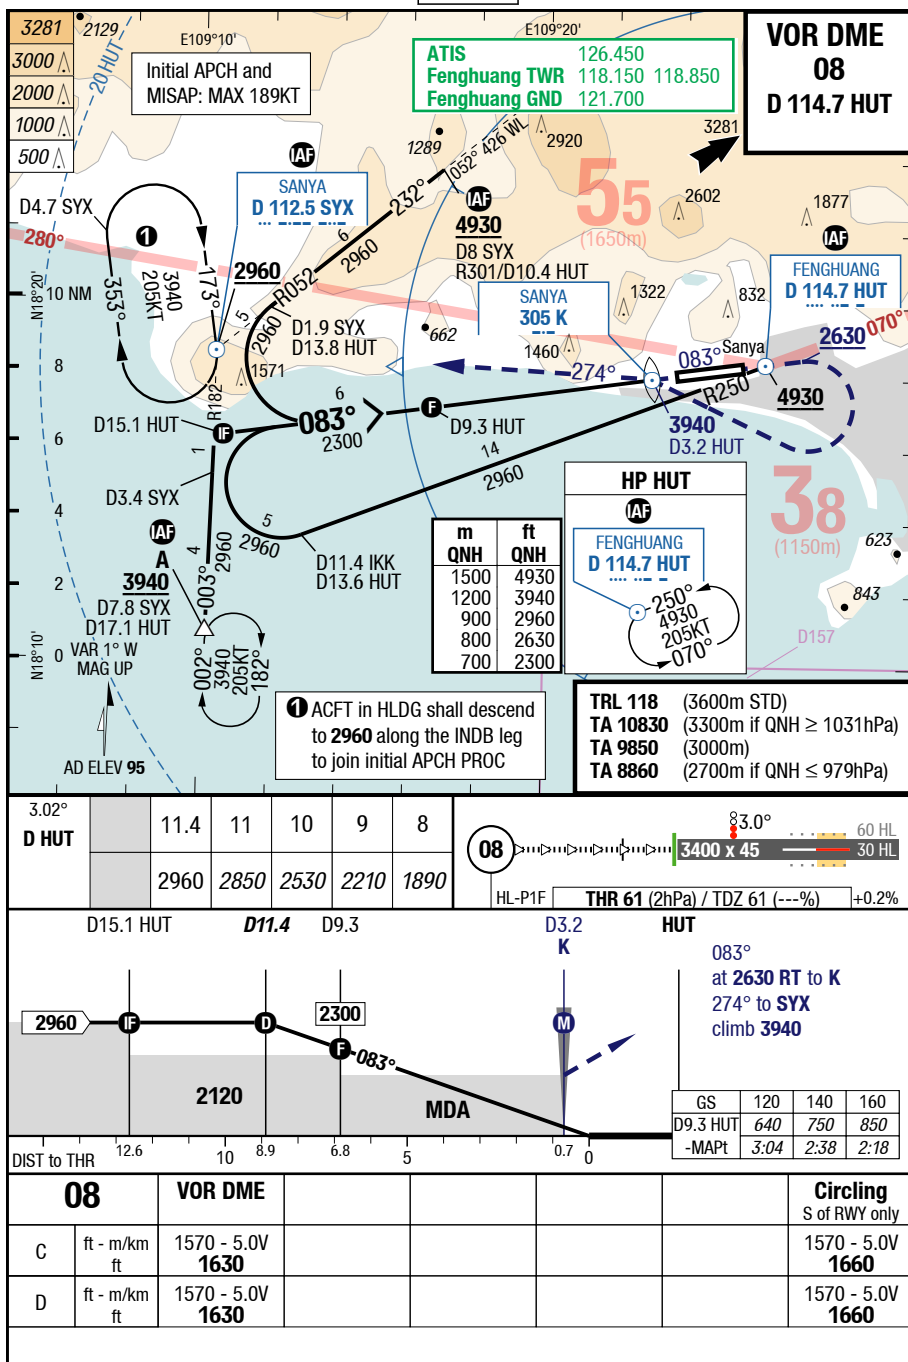 3281
3000
2000
1000
500
2129
20 HUT
E109°10'
E109°20'
Initial APCH and
MISAP: MAX 189KT
ATIS 126.450
Fenghuang TWR 118.150 118.850
Fenghuang GND 121.700
VOR DME
08
D 114.7 HUT
3281
1289
052° 426 WL
2920
2602
1877
55
(1650m)
IAF
SANYA
D 112.5 SYX
D4.7 SYX
280°
1
353°
3940
205KT
173°
2960
232°
6
2960
R052
IAF
4930
D8 SYX
R301/D10.4 HUT
IAF
FENGHUANG
D 114.7 HUT
SANYA
305 K
1322
832
662
1460
N18°20'
10 NM
8
6
4
2
0
N18°10'
5
2960
D1.9 SYX
D13.8 HUT
1571
Sanya
2630
070°
274°
083°
R250
4930
3940
D3.2 HUT
R182
D15.1 HUT
IF
6
083°
2300
F
D9.3 HUT
14
2960
1
D3.4 SYX
5
2960
D11.4 IKK
D13.6 HUT
IAF
A
3940
D7.8 SYX
D17.1 HUT
4
2960
003°
002°
3940
205KT
182°
VAR 1° W
MAG UP
AD ELEV 95
m ft
QNH QNH
1500 4930
1200 3940
900 2960
800 2630
700 2300
HP HUT
IAF
FENGHUANG
D 114.7 HUT
250°
4930
205KT
070°
38
(1150m)
623
843
D157
1 ACFT in HLDG shall descend
to 2960 along the INDB leg
to join initial APCH PROC
TRL 118 (3600m STD)
TA 10830 (3300m if QNH ≥ 1031hPa)
TA 9850 (3000m)
TA 8860 (2700m if QNH ≤ 979hPa)
3.02°
D HUT
11.4 11 10 9 8
2960 2850 2530 2210 1890
08
3.0°
3400 x 45
60 HL
30 HL
HL-P1F
THR 61 (2hPa) / TDZ 61 (---%)
+0.2%
D15.1 HUT D11.4 D9.3 D3.2 HUT
K
083°
at 2630 RT to K
274° to SYX
climb 3940
2960
IF
D
2300
F
083°
M
2120
MDA
GS 120 140 160
D9.3 HUT 640 750 850
-MAPt 3:04 2:38 2:18
DIST to THR 12.6 10 8.9 6.8 5 0.7 0
08 VOR DME Circling
S of RWY only
C ft - m/km 1570 - 5.0V 1570 - 5.0V
ft 1630 1660
D ft - m/km 1570 - 5.0V 1570 - 5.0V
ft 1630 1660